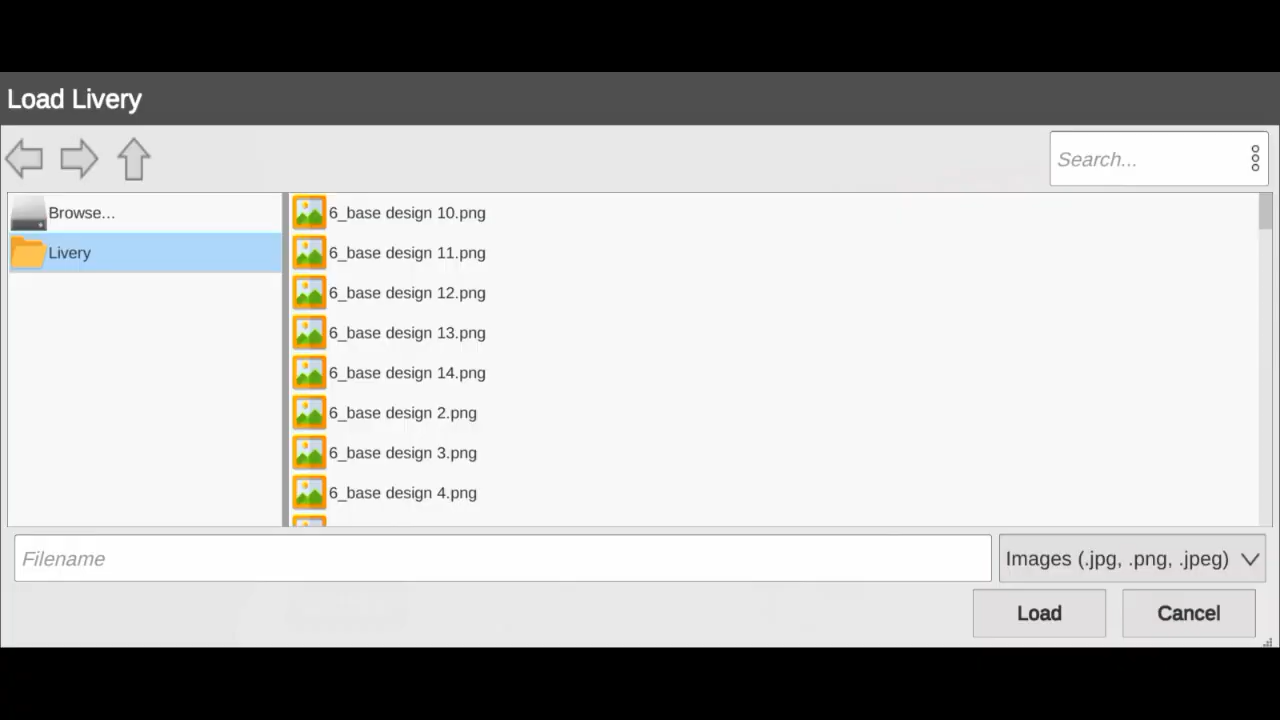 Load Livery
Search...
Browse...
Livery
6_base design 10.png
6_base design 11.png
6_base design 12.png
6_base design 13.png
6_base design 14.png
6_base design 2.png
6_base design 3.png
6_base design 4.png
Filename
Images (.jpg, .png, .jpeg)
Load
Cancel